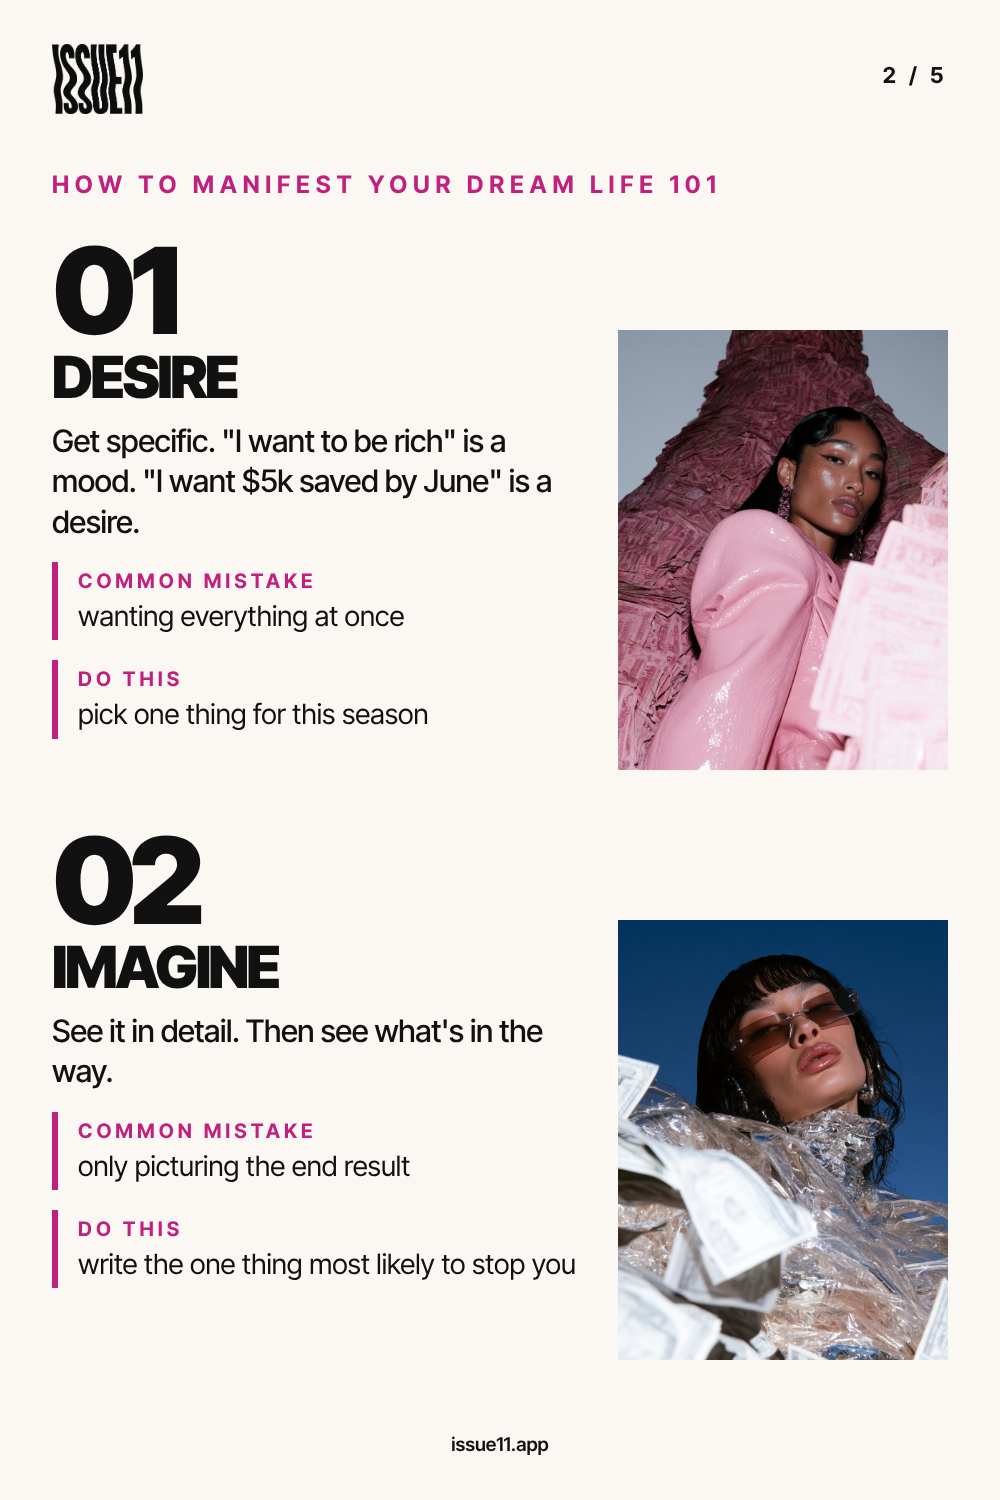 ISSUE11
2 / 5
HOW TO MANIFEST YOUR DREAM LIFE 101
01
DESIRE
Get specific. "I want to be rich" is a
mood. "I want $5k saved by June" is a
desire.
COMMON MISTAKE
wanting everything at once
DO THIS
pick one thing for this season
02
IMAGINE
See it in detail. Then see what's in the
way.
COMMON MISTAKE
only picturing the end result
DO THIS
write the one thing most likely to stop you
issue11.app